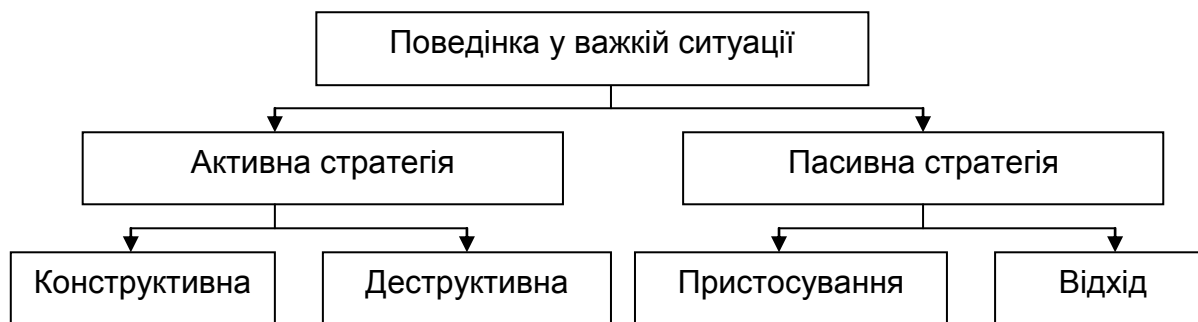 Поведінка у важкій ситуації
Активна стратегія
Пасивна стратегія
Конструктивна
Деструктивна
Пристосування
Відхід